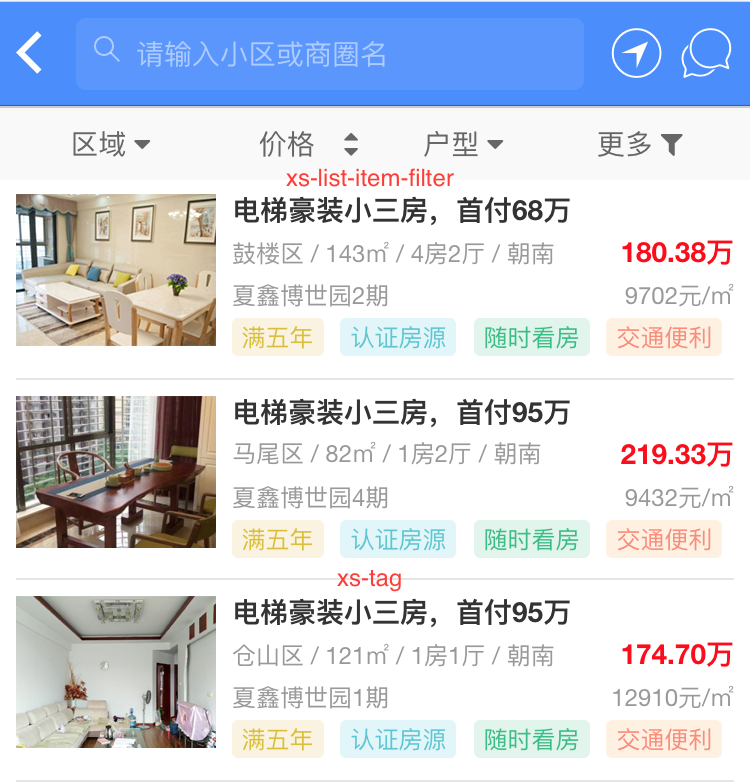 请输入小区或商圈名
区域 价格 户型 更多
xs-list-item-filter
电梯豪装小三房，首付68万
鼓楼区 / 143㎡ / 4房2厅 / 朝南 180.38万
夏鑫博世园2期 9702元/㎡
满五年 认证房源 随时看房 交通便利
电梯豪装小三房，首付95万
马尾区 / 82㎡ / 1房2厅 / 朝南 219.33万
夏鑫博世园4期 9432元/㎡
满五年 认证房源 随时看房 交通便利
xs-tag
电梯豪装小三房，首付95万
仓山区 / 121㎡ / 1房1厅 / 朝南 174.70万
夏鑫博世园1期 12910元/㎡
满五年 认证房源 随时看房 交通便利